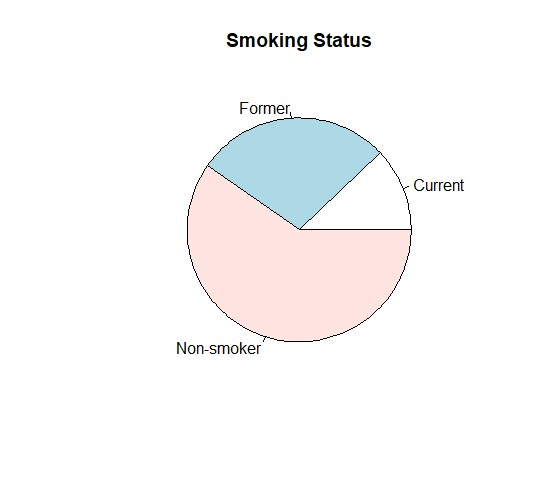 Smoking Status
Former
Current
Non-smoker